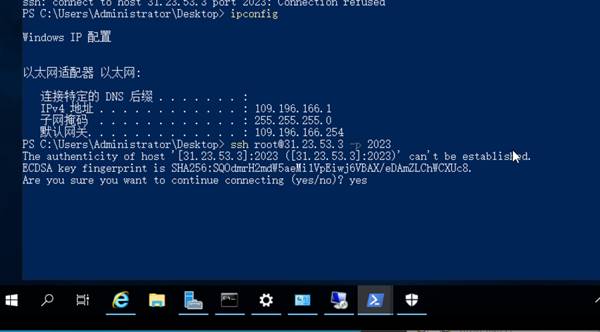 ssh: connect to host 31.23.53.3 port 2023: Connection refused
PS C:\Users\Administrator\Desktop> ipconfig
Windows IP 配置
以太网适配器 以太网:
连接特定的 DNS 后缀 . . . . . . . :
IPv4 地址 . . . . . . . . . . . . : 109.196.166.1
子网掩码 . . . . . . . . . . . . : 255.255.255.0
默认网关. . . . . . . . . . . . . : 109.196.166.254
PS C:\Users\Administrator\Desktop> ssh root@31.23.53.3 -p 2023
The authenticity of host '[31.23.53.3]:2023 ([31.23.53.3]:2023)' can't be established.
ECDSA key fingerprint is SHA256:SQOdmrH2mdW5aeMi1VpEiwj6VBAX/eDAmZLChWCXUc8.
Are you sure you want to continue connecting (yes/no)? yes